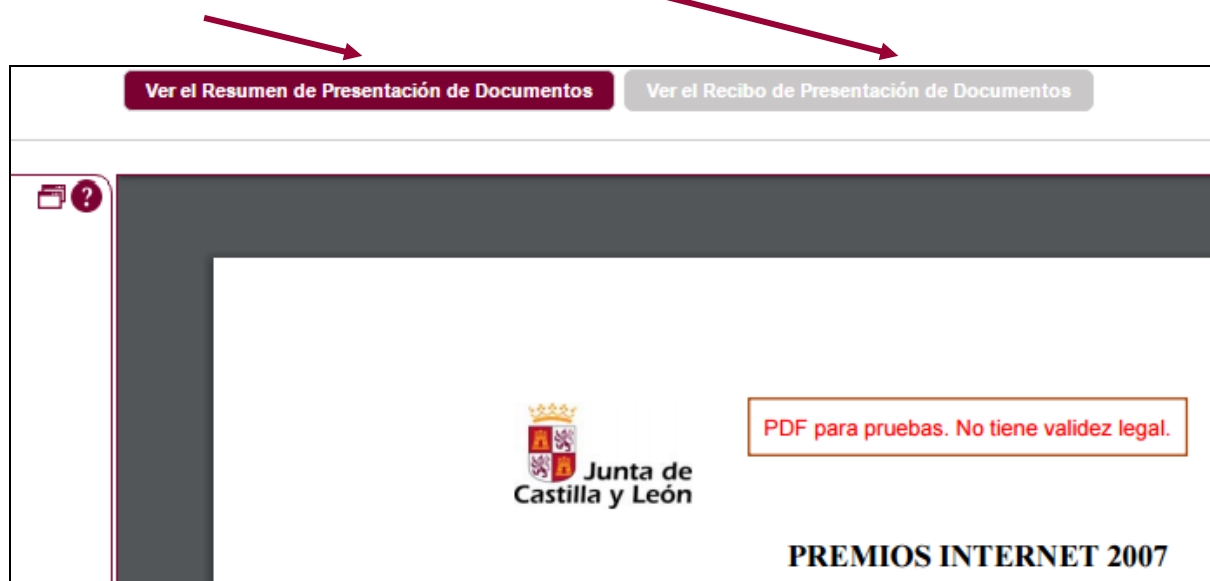 Ver el Resumen de Presentación de Documentos
Ver el Recibo de Presentación de Documentos
?
PDF para pruebas. No tiene validez legal.
Junta de
Castilla y León
PREMIOS INTERNET 2007